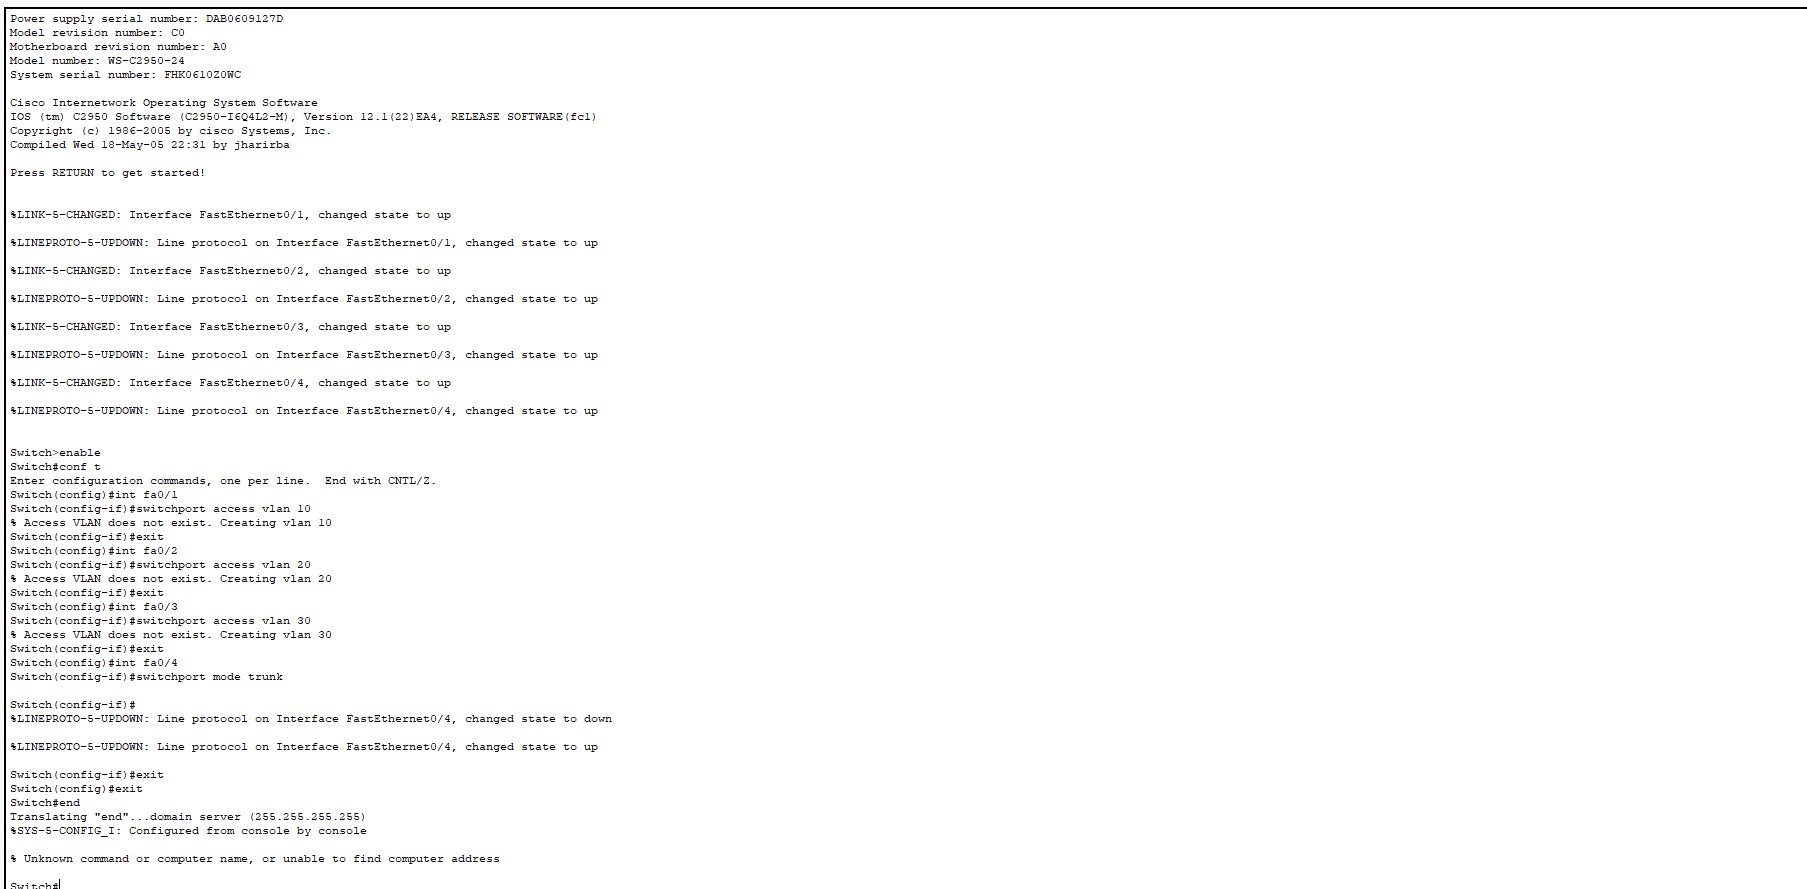 Power supply serial number: DAB0609127D
Model revision number: C0
Motherboard revision number: A0
Model number: WS-C2950-24
System serial number: FHK0610Z0WC
Cisco Internetwork Operating System Software
IOS (tm) C2950 Software (C2950-I6Q4L2-M), Version 12.1(22)EA4, RELEASE SOFTWARE(fc1)
Copyright (c) 1986-2005 by cisco Systems, Inc.
Compiled Wed 18-May-05 22:31 by jharirba
Press RETURN to get started!
%LINK-5-CHANGED: Interface FastEthernet0/1, changed state to up
%LINEPROTO-5-UPDOWN: Line protocol on Interface FastEthernet0/1, changed state to up
%LINK-5-CHANGED: Interface FastEthernet0/2, changed state to up
%LINEPROTO-5-UPDOWN: Line protocol on Interface FastEthernet0/2, changed state to up
%LINK-5-CHANGED: Interface FastEthernet0/3, changed state to up
%LINEPROTO-5-UPDOWN: Line protocol on Interface FastEthernet0/3, changed state to up
%LINK-5-CHANGED: Interface FastEthernet0/4, changed state to up
%LINEPROTO-5-UPDOWN: Line protocol on Interface FastEthernet0/4, changed state to up
Switch>enable
Switch#conf t
Enter configuration commands, one per line.  End with CNTL/Z.
Switch(config)#int fa0/1
Switch(config-if)#switchport access vlan 10
% Access VLAN does not exist. Creating vlan 10
Switch(config-if)#exit
Switch(config)#int fa0/2
Switch(config-if)#switchport access vlan 20
% Access VLAN does not exist. Creating vlan 20
Switch(config-if)#exit
Switch(config)#int fa0/3
Switch(config-if)#switchport access vlan 30
% Access VLAN does not exist. Creating vlan 30
Switch(config-if)#exit
Switch(config)#int fa0/4
Switch(config-if)#switchport mode trunk
Switch(config-if)#
%LINEPROTO-5-UPDOWN: Line protocol on Interface FastEthernet0/4, changed state to down
%LINEPROTO-5-UPDOWN: Line protocol on Interface FastEthernet0/4, changed state to up
Switch(config-if)#exit
Switch(config)#exit
Switch#end
Translating "end"...domain server (255.255.255.255)
%SYS-5-CONFIG_I: Configured from console by console
% Unknown command or computer name, or unable to find computer address
Switch#